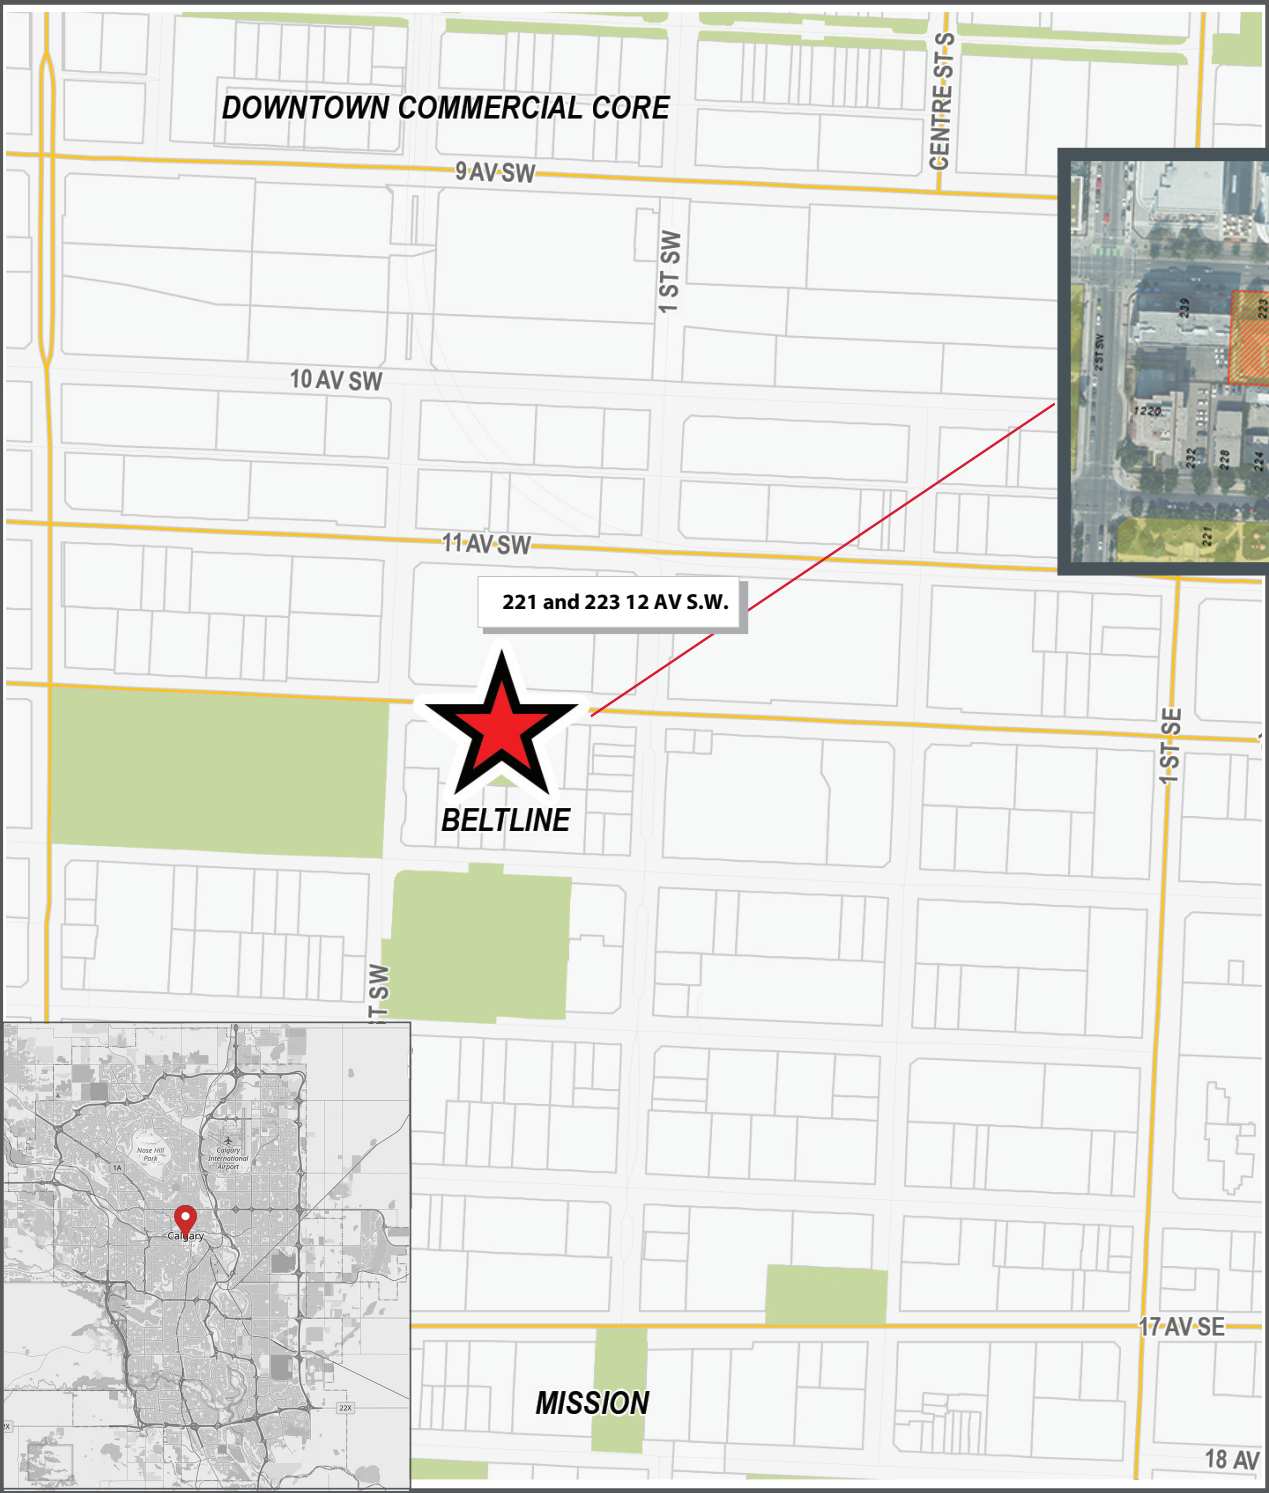 CENTRE ST S
DOWNTOWN COMMERCIAL CORE
9 AV SW
1 ST SW
239
223
2 ST SW
1220
232
228
224
221
10 AV SW
11 AV SW
221 and 223 12 AV S.W.
1 ST SE
BELTLINE
ST SW
Nose Hill
Park
Calgary
International
Airport
1A
Calgary
22X
17 AV SE
MISSION
18 AV